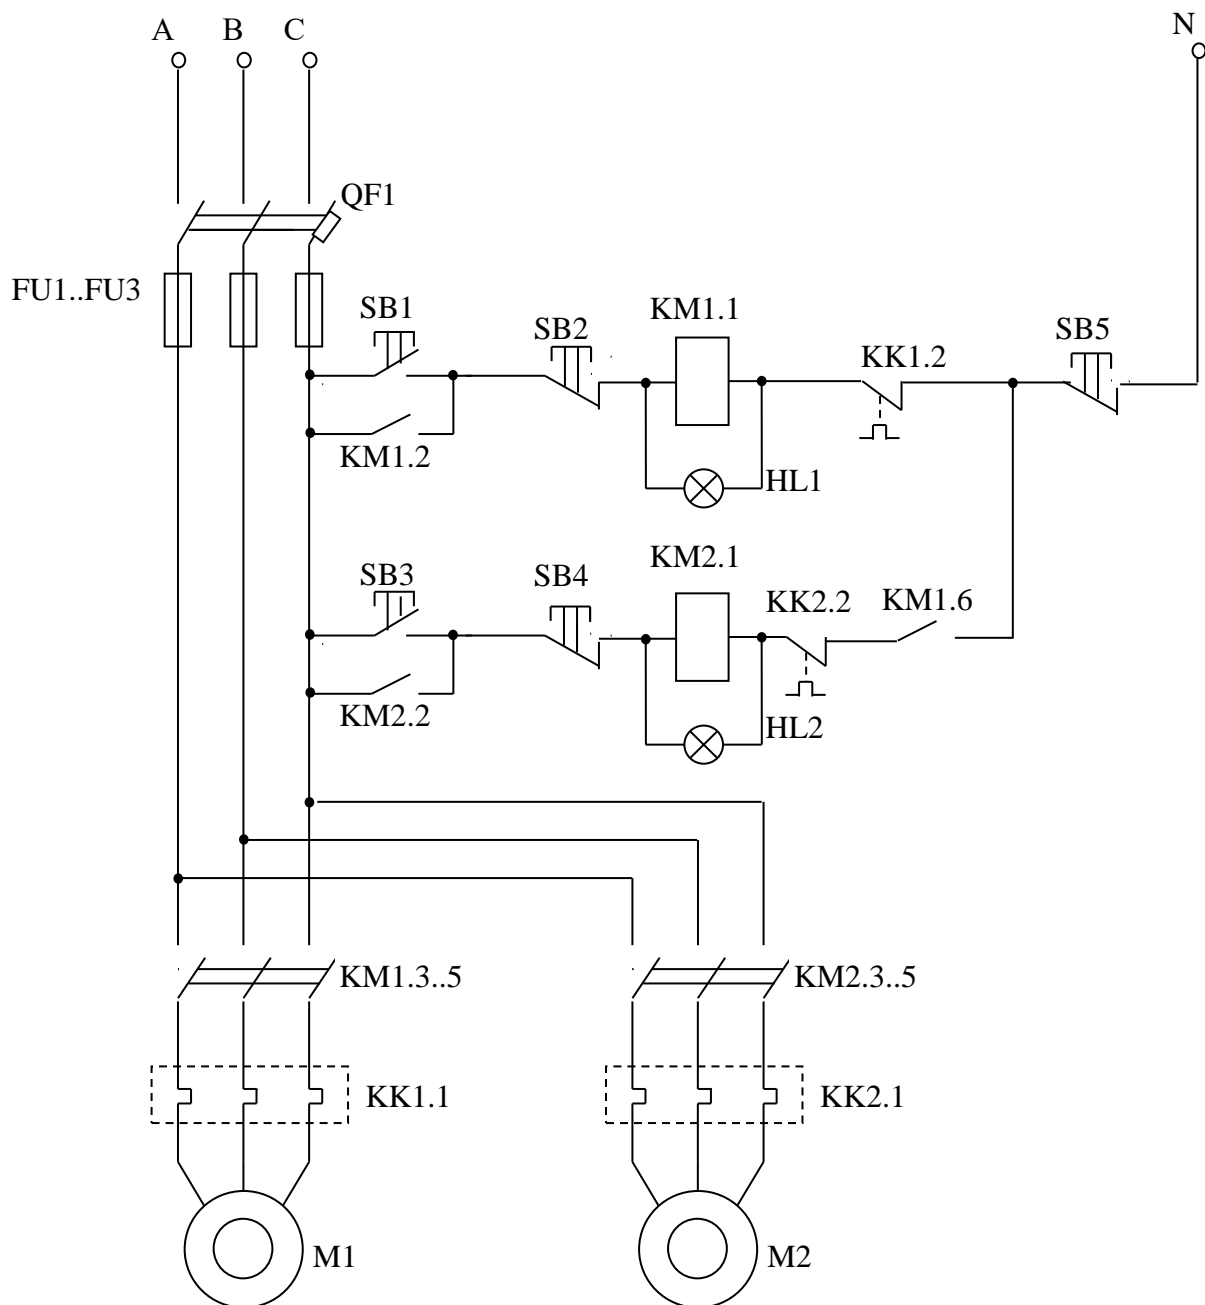 A B C N
QF1
FU1..FU3
SB1 SB2 KM1.1 KK1.2 SB5
KM1.2 HL1
SB3 SB4 KM2.1 KK2.2 KM1.6
KM2.2 HL2
KM1.3..5 KM2.3..5
KK1.1 KK2.1
M1 M2